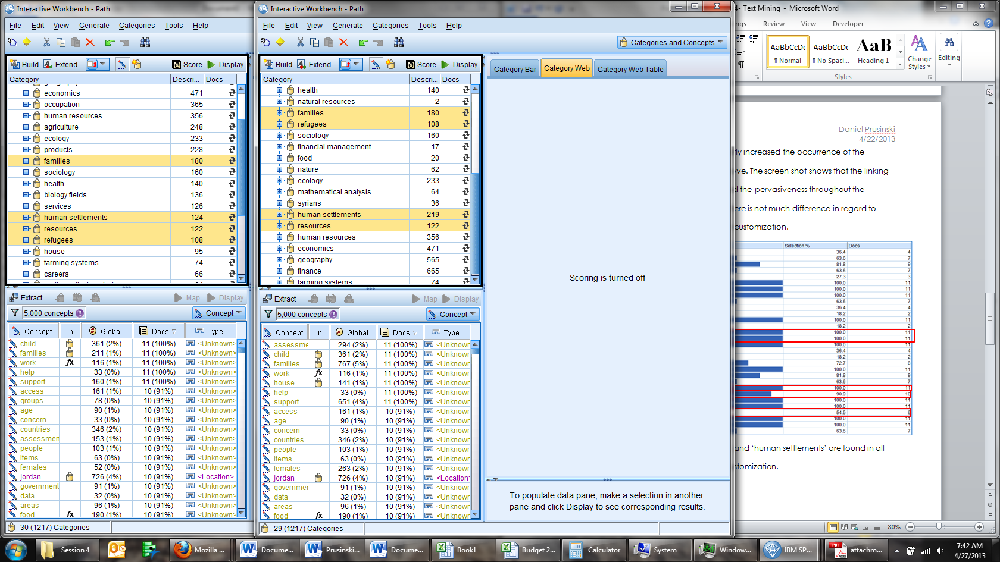 Interactive Workbench - Path
File Edit View Generate Categories Tools Help
Build Extend Score Display
Category Descri... Docs
economics 471
occupation 365
human resources 356
agriculture 248
ecology 233
products 228
families 180
sociology 160
health 140
biology fields 136
services 126
human settlements 124
resources 122
refugees 108
house 95
farming systems 74
careers 66
Extract Map Display
5,000 concepts Concept
Concept In Global Docs Type
child 361 (2%) 11 (100%) <Unknown>
families 211 (1%) 11 (100%) <Unknown>
work fx 116 (1%) 11 (100%) <Unknown>
help 33 (0%) 11 (100%) <Unknown>
support 160 (1%) 11 (100%) <Unknown>
access 161 (1%) 10 (91%) <Unknown>
groups 78 (0%) 10 (91%) <Unknown>
age 90 (1%) 10 (91%) <Unknown>
concern 33 (0%) 10 (91%) <Unknown>
countries 346 (2%) 10 (91%) <Unknown>
assessmen 153 (1%) 10 (91%) <Unknown>
people 103 (1%) 10 (91%) <Unknown>
items 63 (0%) 10 (91%) <Unknown>
females 52 (0%) 10 (91%) <Unknown>
jordan 726 (4%) 10 (91%) <Location>
government 91 (1%) 10 (91%) <Unknown>
data 32 (0%) 10 (91%) <Unknown>
areas 96 (1%) 10 (91%) <Unknown>
food fx 190 (1%) 10 (91%) <Unknown>
30 (1217) Categories
Interactive Workbench - Path
File Edit View Generate Categories Tools Help
Categories and Concepts
Build Extend Score Display
Category Descri... Docs
health 140
natural resources 2
families 180
refugees 108
sociology 160
financial management 17
food 20
nature 62
ecology 233
mathematical analysis 64
syrians 36
human settlements 219
resources 122
human resources 356
economics 471
geography 565
finance 665
farming systems 74
Extract Map Display
5,000 concepts Concept
Concept In Global Docs Type
assessme 294 (2%) 11 (100%) <Unknown
child 361 (2%) 11 (100%) <Unknown
families 767 (5%) 11 (100%) <Unknown
work fx 116 (1%) 11 (100%) <Unknown
house 141 (1%) 11 (100%) <Unknown
help 33 (0%) 11 (100%) <Unknown
support 651 (4%) 11 (100%) <Unknown
access 161 (1%) 10 (91%) <Unknown
age 90 (1%) 10 (91%) <Unknown
concern 33 (0%) 10 (91%) <Unknown
countries 346 (2%) 10 (91%) <Unknown
people 103 (1%) 10 (91%) <Unknown
items 63 (0%) 10 (91%) <Unknown
females 263 (2%) 10 (91%) <Unknown
jordan 726 (4%) 10 (91%) <Location>
governmen 91 (1%) 10 (91%) <Unknown
data 32 (0%) 10 (91%) <Unknown
areas 96 (1%) 10 (91%) <Unknown
food fx 190 (1%) 10 (91%) <Unknown
29 (1217) Categories
Category Bar Category Web Category Web Table
Scoring is turned off
To populate data pane, make a selection in another
pane and click Display to see corresponding results.
4- Text Mining - Microsoft Word
ngs Review View Developer
AaBbCcDc AaBbCcDc AaB
¶ Normal ¶ No Spaci... Heading 1
Change
Styles
Editing
Styles
Daniel Prusinski
4/22/2013
ly increased the occurrence of the
ove. The screen shot shows that the linking
d the pervasiveness throughout the
ere is not much difference in regard to
customization.
Selection % Docs
36.4 4
63.6 7
81.8 9
63.6 7
27.3 3
100.0 11
100.0 11
100.0 11
63.6 7
36.4 4
18.2 2
100.0 11
18.2 2
100.0 11
100.0 11
100.0 11
36.4 4
18.2 2
72.7 8
100.0 11
81.8 9
63.6 7
100.0 11
90.9 10
100.0 11
100.0 11
54.5 6
100.0 11
100.0 11
63.6 7
and ‘human settlements’ are found in all
stomization.
80%
Session 4 Mozilla ... Docume... Prusinski... Docume... Book1 Budget 2... Calculator System Window... IBM SP... attachm...
7:42 AM
4/27/2013